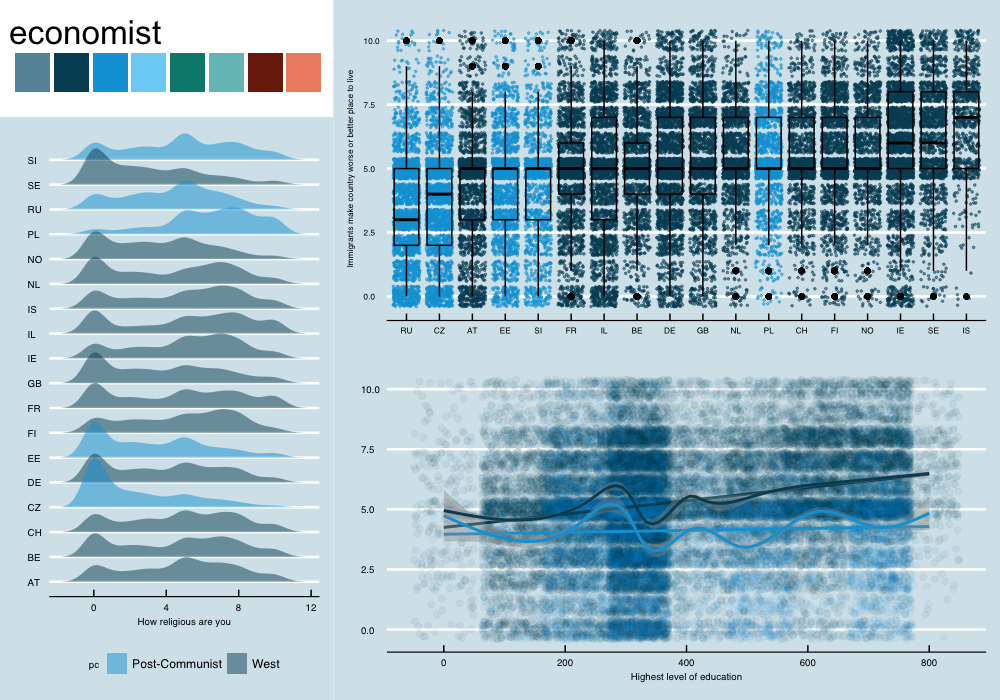 economist
SI
SE
RU
PL
NO
NL
IS
IL
IE
GB
FR
FI
EE
DE
CZ
CH
BE
AT
0 4 8 12
How religious are you
pc Post-Communist West
Immigrants make country worse or better place to live
10.0
7.5
5.0
2.5
0.0
RU CZ AT EE SI FR IL BE DE GB NL PL CH FI NO IE SE IS
10.0
7.5
5.0
2.5
0.0
0 200 400 600 800
Highest level of education